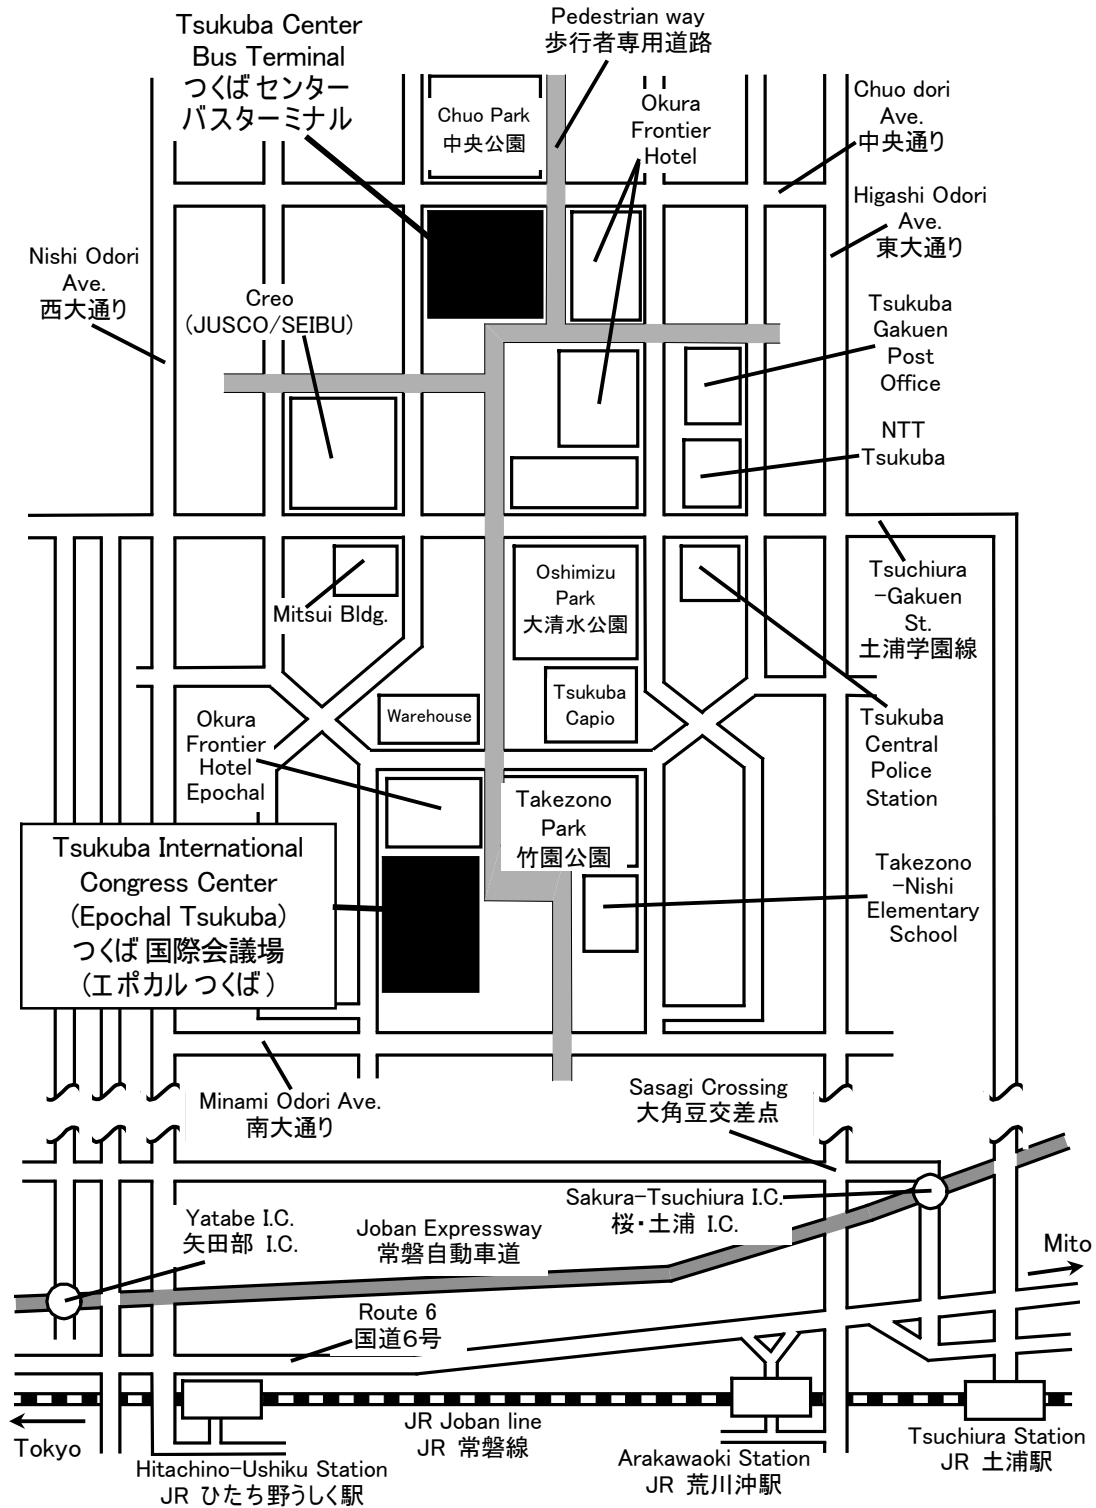 Tsukuba Center
Bus Terminal
つくば センター
バスターミナル
Pedestrian way
歩行者専用道路
Chuo Park
中央公園
Okura
Frontier
Hotel
Chuo dori
Ave.
中央通り
Higashi Odori
Ave.
東大通り
Nishi Odori
Ave.
西大通り
Creo
(JUSCO/SEIBU)
Tsukuba
Gakuen
Post
Office
NTT
Tsukuba
Mitsui Bldg.
Oshimizu
Park
大清水公園
Tsuchiura
-Gakuen
St.
土浦学園線
Tsukuba
Capio
Warehouse
Okura
Frontier
Hotel
Epochal
Tsukuba
Central
Police
Station
Takezono
Park
竹園公園
Tsukuba International
Congress Center
(Epochal Tsukuba)
つくば 国際会議場
(エポカル つくば )
Takezono
-Nishi
Elementary
School
Minami Odori Ave.
南大通り
Sasagi Crossing
大角豆交差点
Sakura-Tsuchiura I.C.
桜・土浦 I.C.
Yatabe I.C.
矢田部 I.C.
Joban Expressway
常磐自動車道
Mito
Route 6
国道6号
Tokyo
JR Joban line
JR 常磐線
Hitachino-Ushiku Station
JR ひたち野うしく駅
Arakawaoki Station
JR 荒川沖駅
Tsuchiura Station
JR 土浦駅